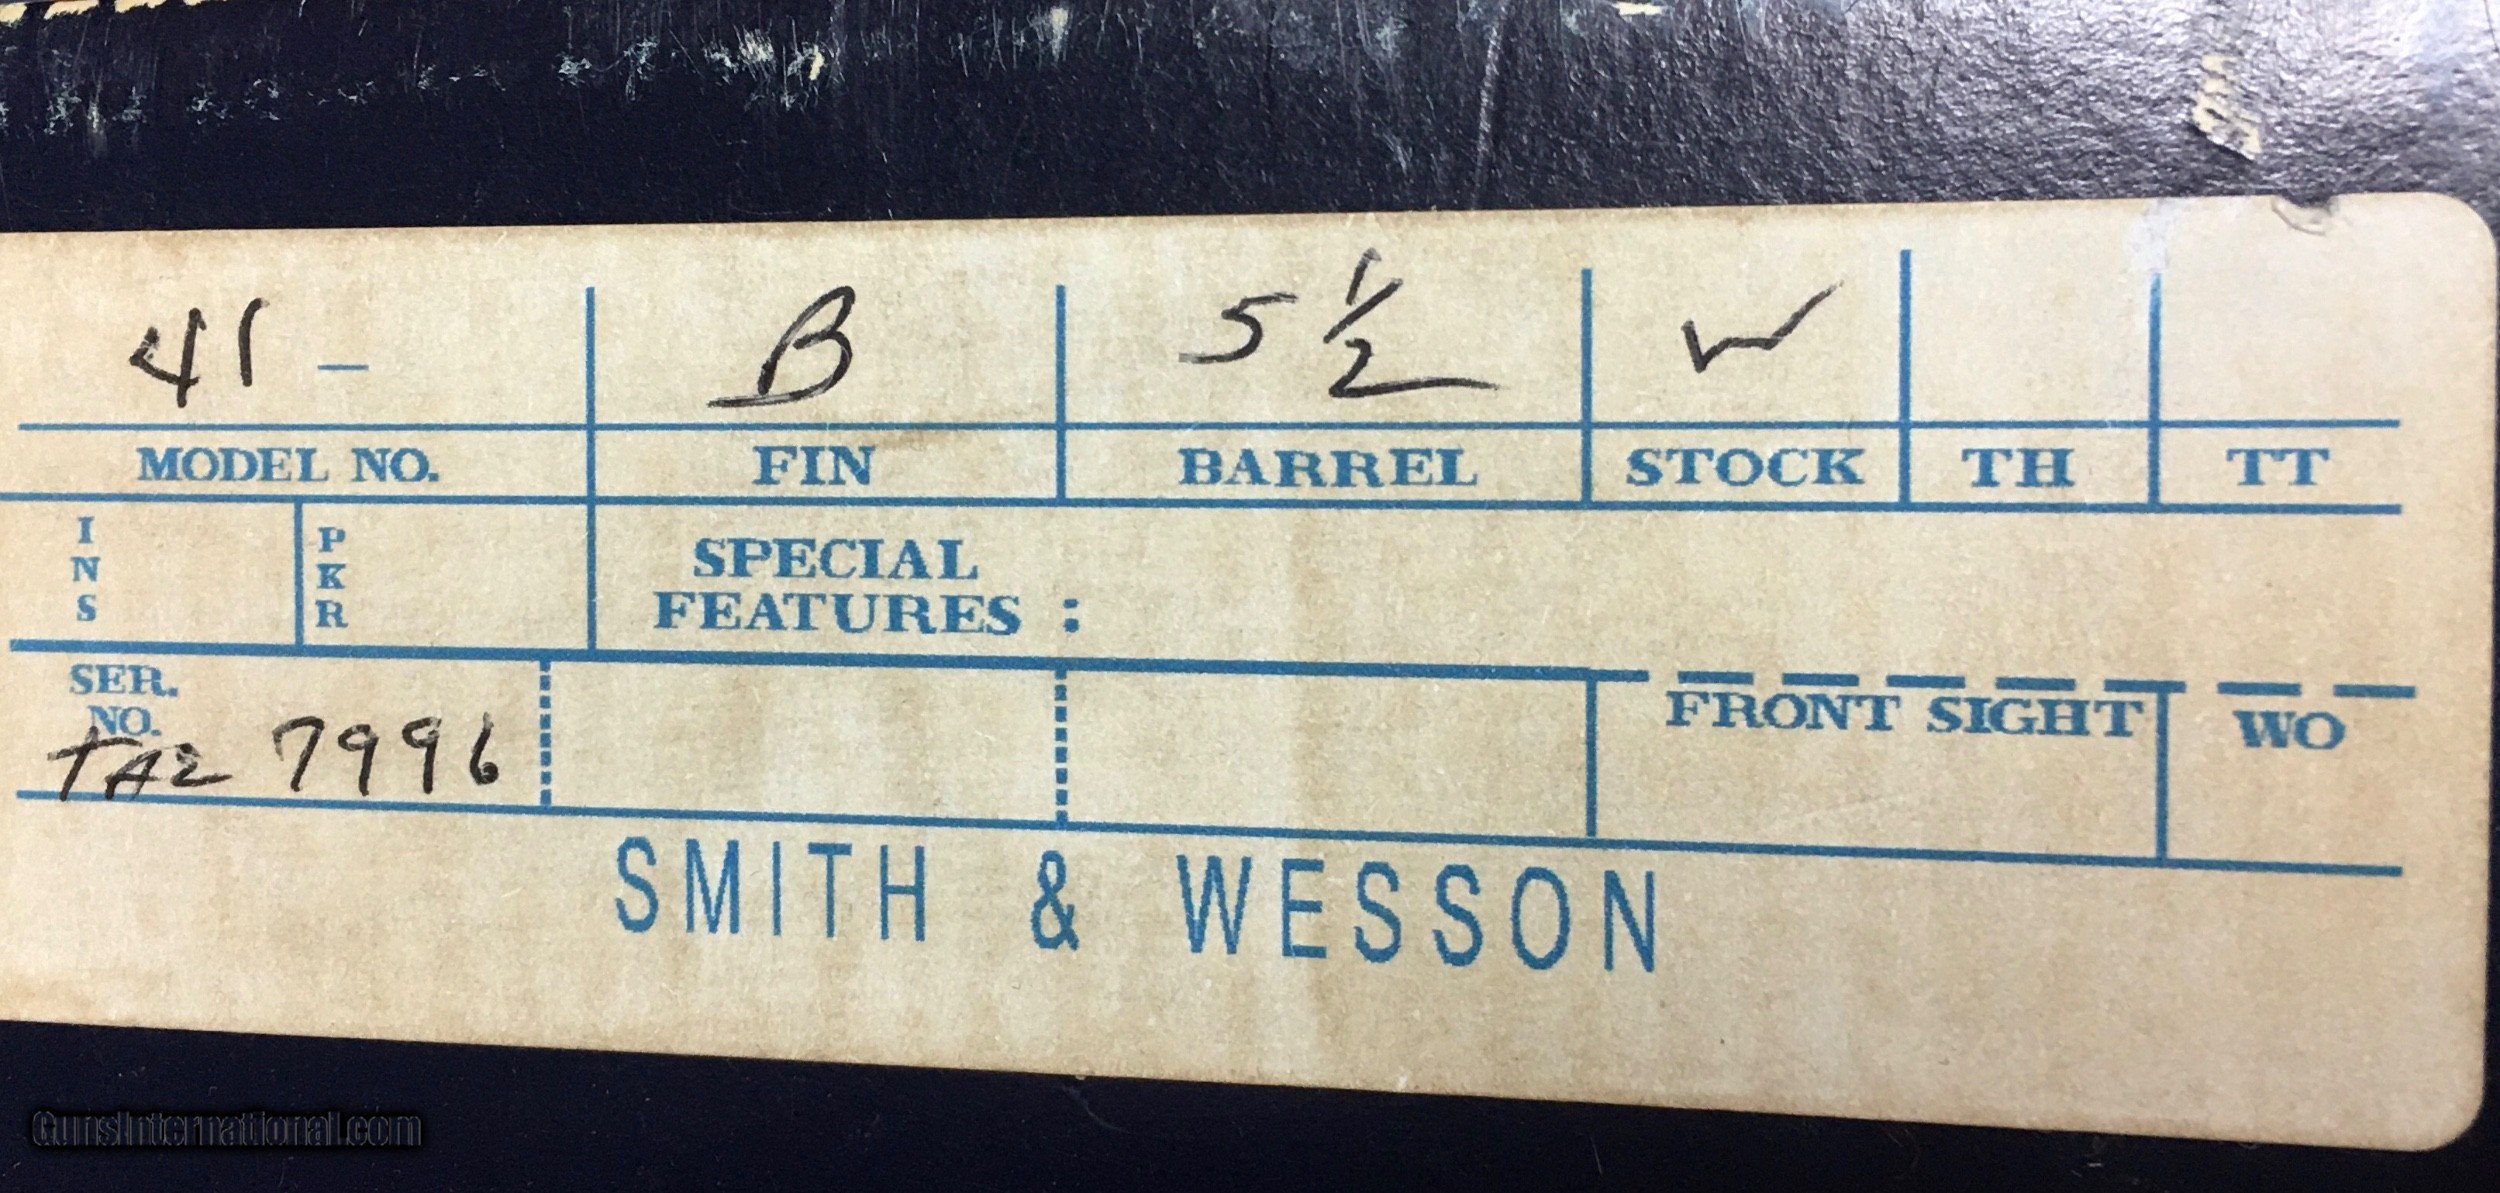 41 — B 5 1/2 ✓
MODEL NO. FIN BARREL STOCK TH TT
INS PKR SPECIAL
FEATURES :
SER. FRONT SIGHT WO
NO.
TAZ 7996
SMITH & WESSON
GunsInternational.com